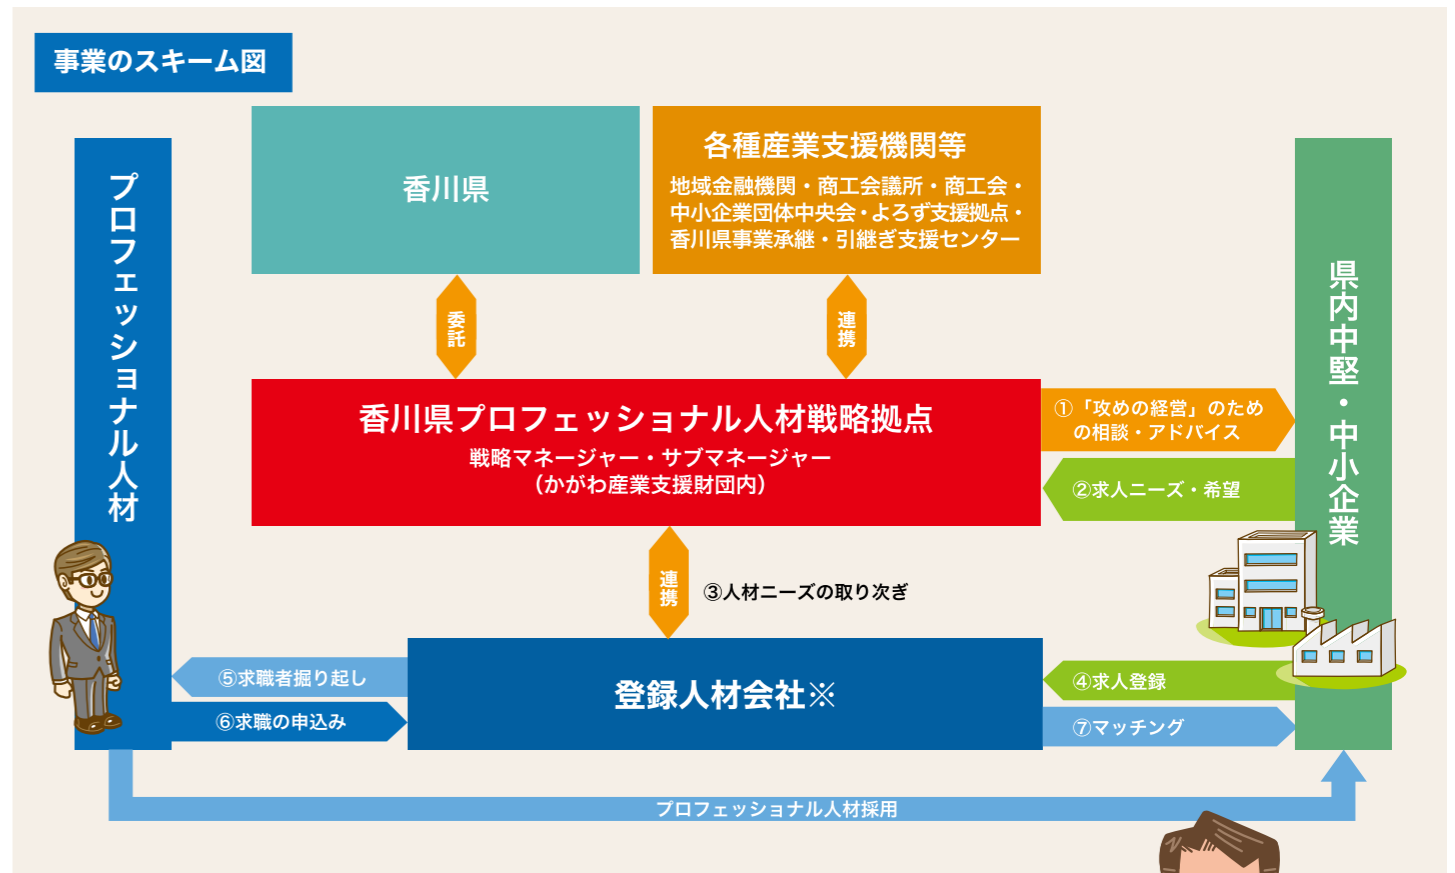 事業のスキーム図
プロフェッショナル人材
香川県
各種産業支援機関等
地域金融機関・商工会議所・商工会・
中小企業団体中央会・よろず支援拠点・
香川県事業承継・引継ぎ支援センター
委託
連携
香川県プロフェッショナル人材戦略拠点
戦略マネージャー・サブマネージャー
（かがわ産業支援財団内）
①「攻めの経営」のため
の相談・アドバイス
②求人ニーズ・希望
県内中堅・中小企業
連携
③人材ニーズの取り次ぎ
⑤求職者掘り起し
⑥求職の申込み
登録人材会社※
④求人登録
⑦マッチング
プロフェッショナル人材採用